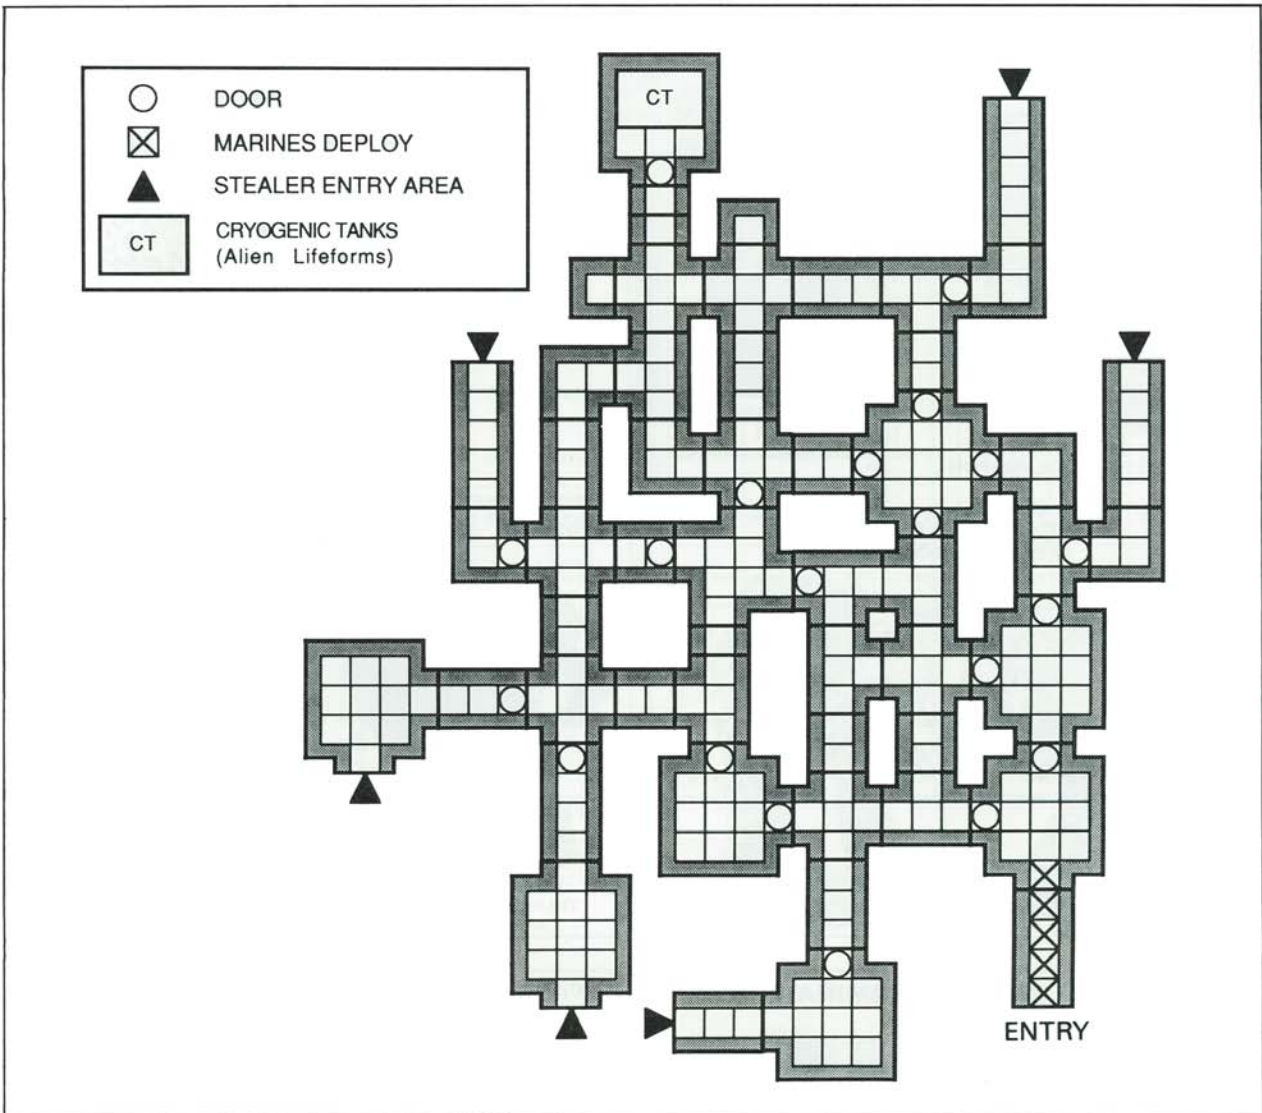 DOOR
MARINES DEPLOY
STEALER ENTRY AREA
CT
CRYOGENIC TANKS
(Alien Lifeforms)
CT
ENTRY